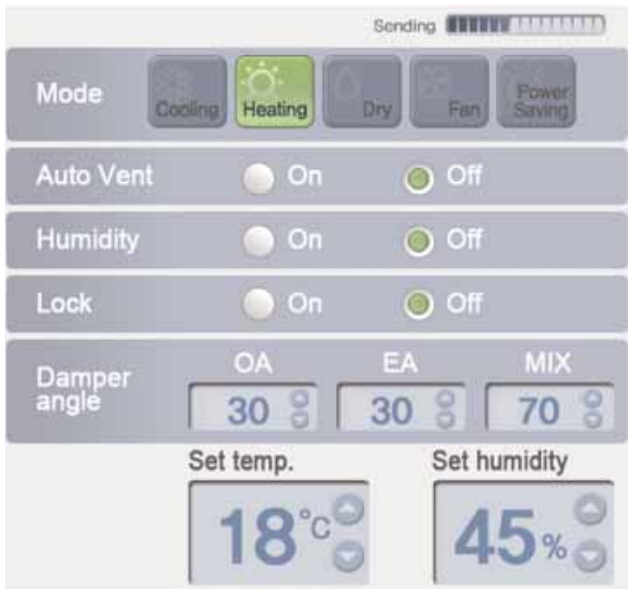 Sending
Mode
Cooling
Heating
Dry
Fan
Power
Saving
Auto Vent On Off
Humidity On Off
Lock On Off
Damper
angle
OA EA MIX
30 30 70
Set temp. Set humidity
18°C 45%